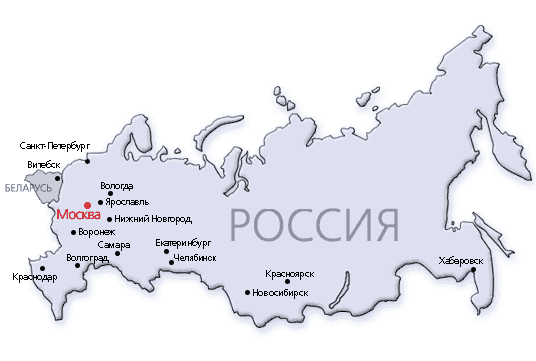 Санкт-Петербург
Витебск
БЕЛАРУСЬ
Вологда
Ярославль
Москва
Нижний Новгород
РОССИЯ
Воронеж
Самара
Екатеринбург
Волгоград
Челябинск
Хабаровск
Краснодар
Красноярск
Новосибирск